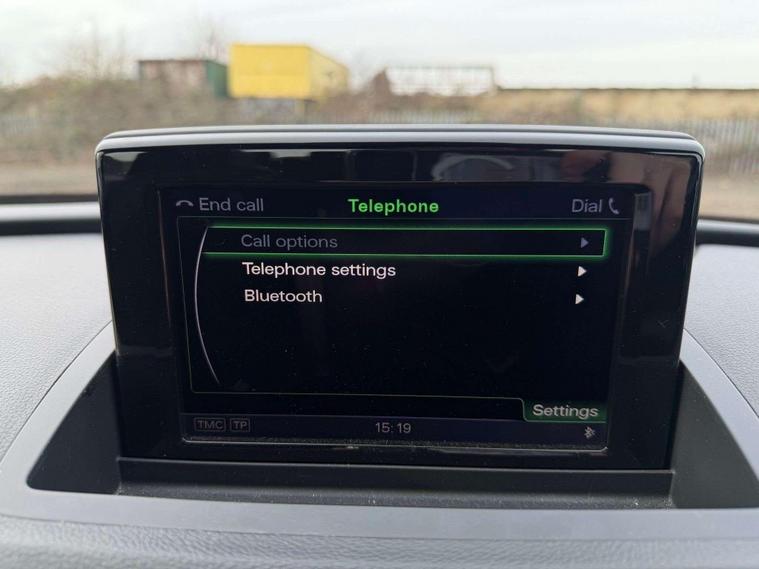 End call Telephone Dial
Call options
Telephone settings
Bluetooth
Settings
TMC TP 15:19